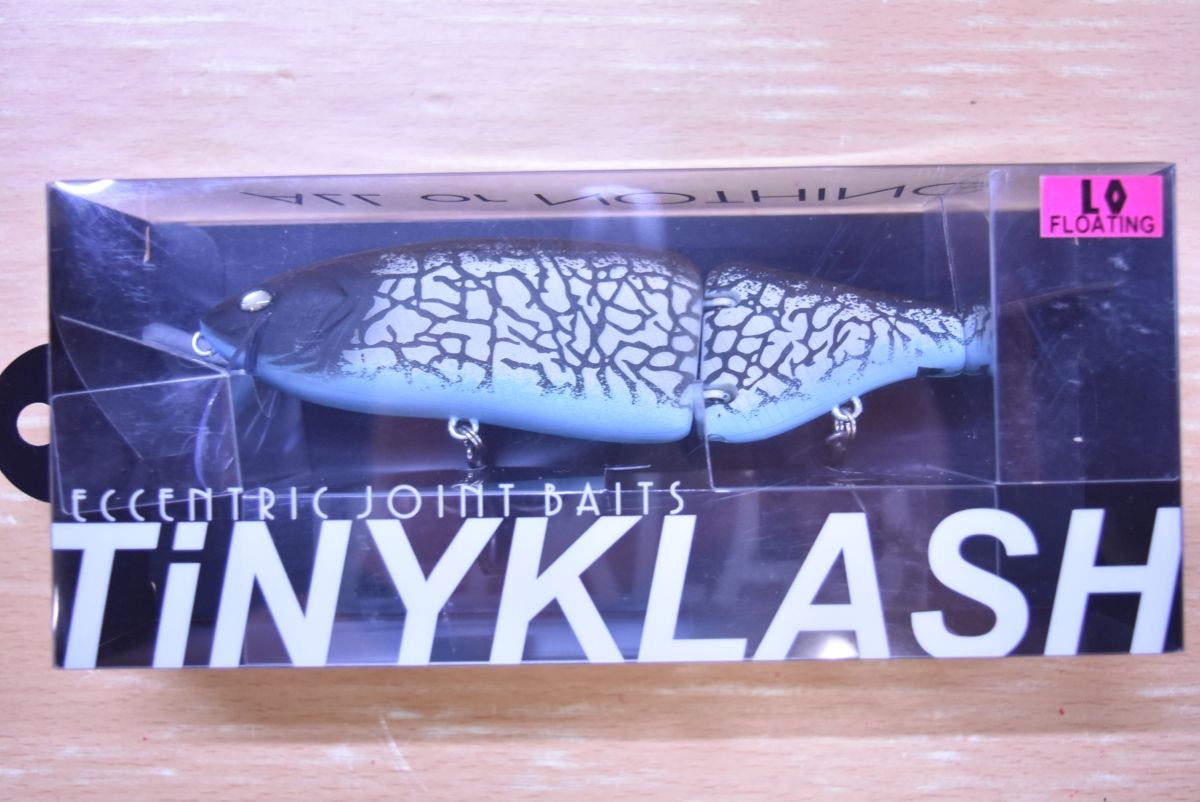 ALL or NOTHING
LO
FLOATING
ECCENTRIC JOINT BAITS
TiNYKLASH